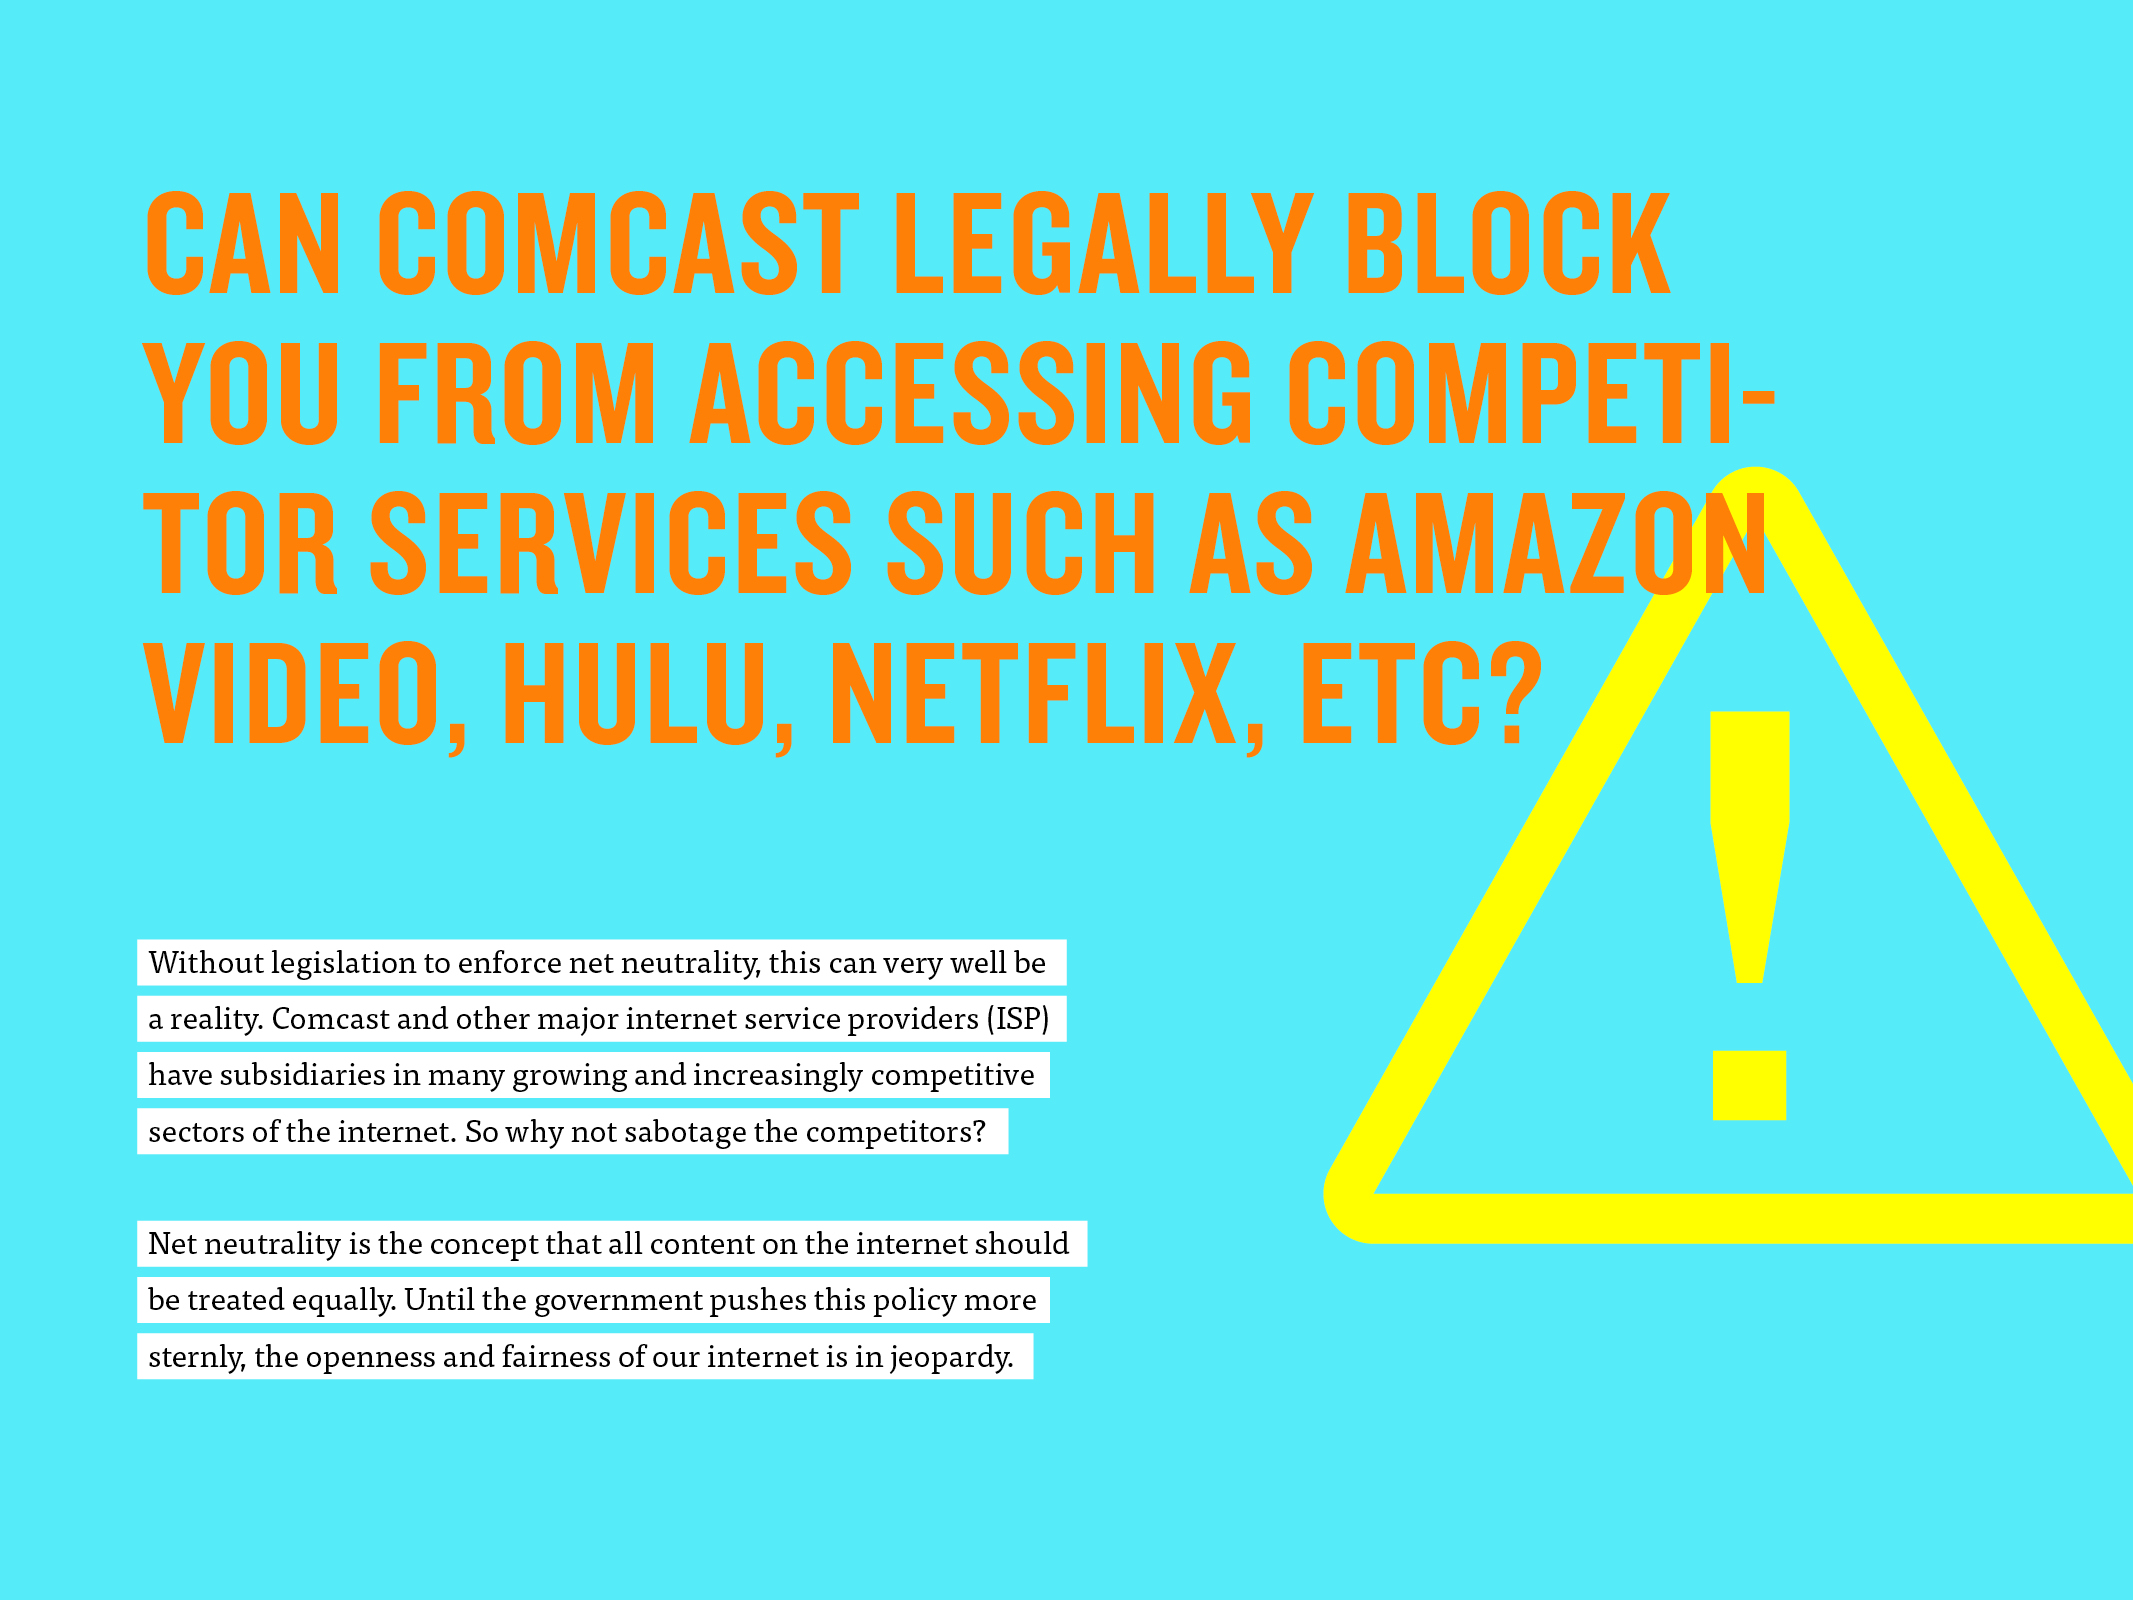 CAN COMCAST LEGALLY BLOCK
YOU FROM ACCESSING COMPETI-
TOR SERVICES SUCH AS AMAZON
VIDEO, HULU, NETFLIX, ETC?
Without legislation to enforce net neutrality, this can very well be
a reality. Comcast and other major internet service providers (ISP)
have subsidiaries in many growing and increasingly competitive
sectors of the internet. So why not sabotage the competitors?
Net neutrality is the concept that all content on the internet should
be treated equally. Until the government pushes this policy more
sternly, the openness and fairness of our internet is in jeopardy.
!